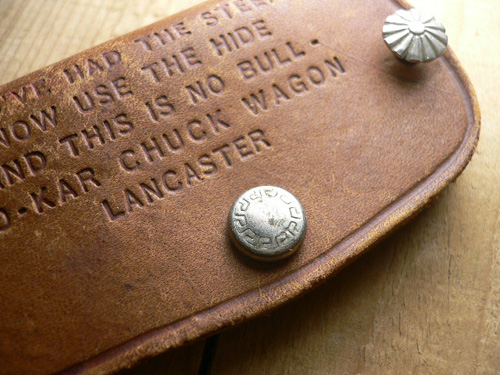 HAD THE STEER
NOW USE THE HIDE
AND THIS IS NO BULL.
O-KAR CHUCK WAGON
LANCASTER